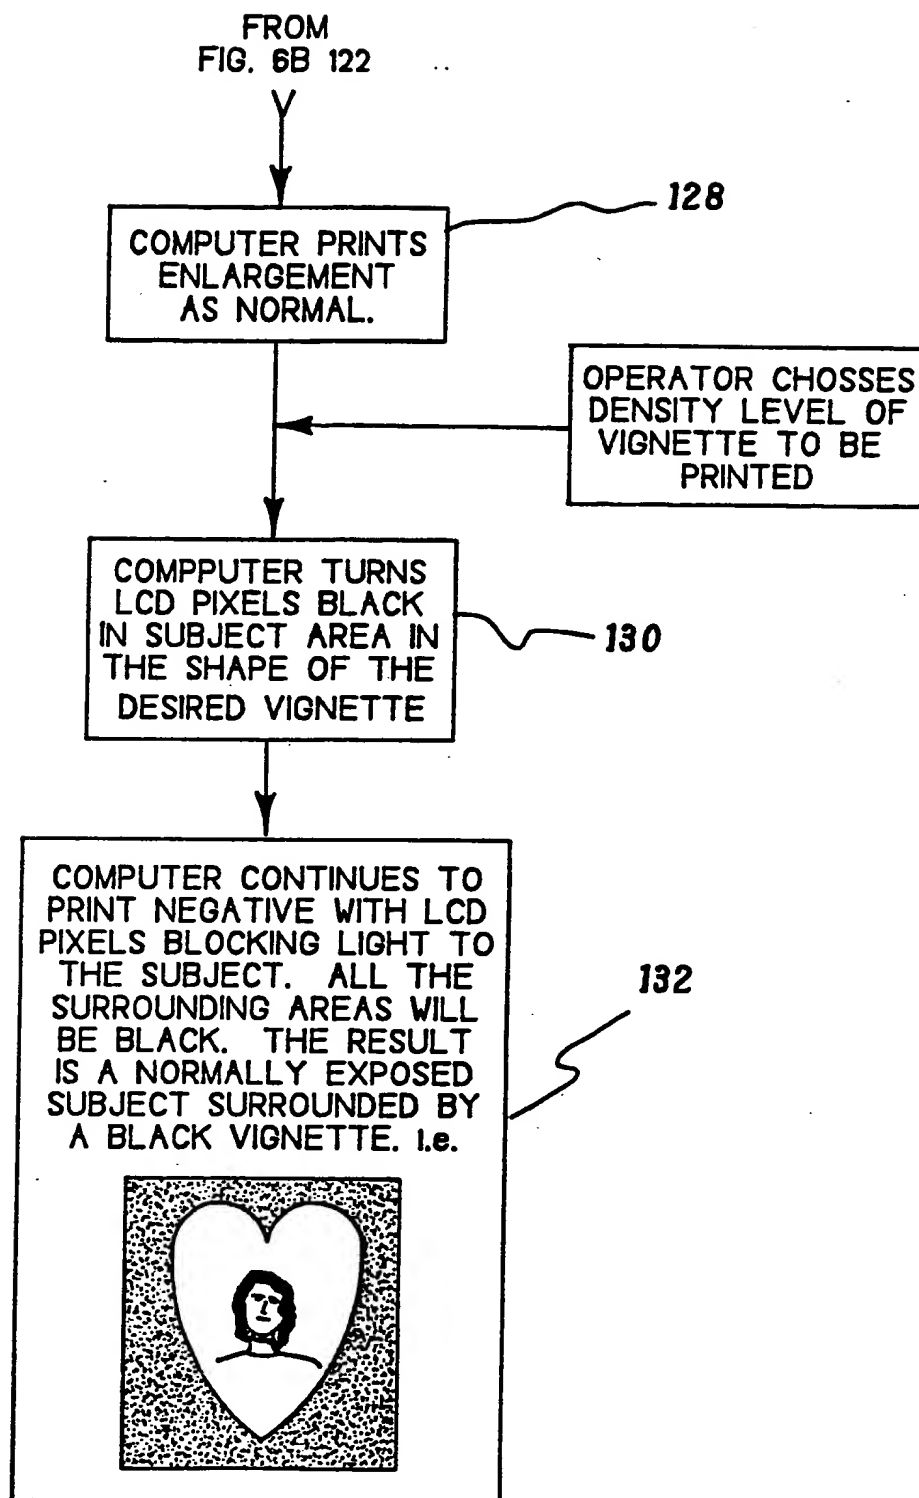 FROM
FIG. 6B 122
128
COMPUTER PRINTS
ENLARGEMENT
AS NORMAL.
OPERATOR CHOSSES
DENSITY LEVEL OF
VIGNETTE TO BE
PRINTED
COMPPUTER TURNS
LCD PIXELS BLACK
IN SUBJECT AREA IN
THE SHAPE OF THE
DESIRED VIGNETTE
130
COMPUTER CONTINUES TO
PRINT NEGATIVE WITH LCD
PIXELS BLOCKING LIGHT TO
THE SUBJECT. ALL THE
SURROUNDING AREAS WILL
BE BLACK. THE RESULT
IS A NORMALLY EXPOSED
SUBJECT SURROUNDED BY
A BLACK VIGNETTE. i.e.
132